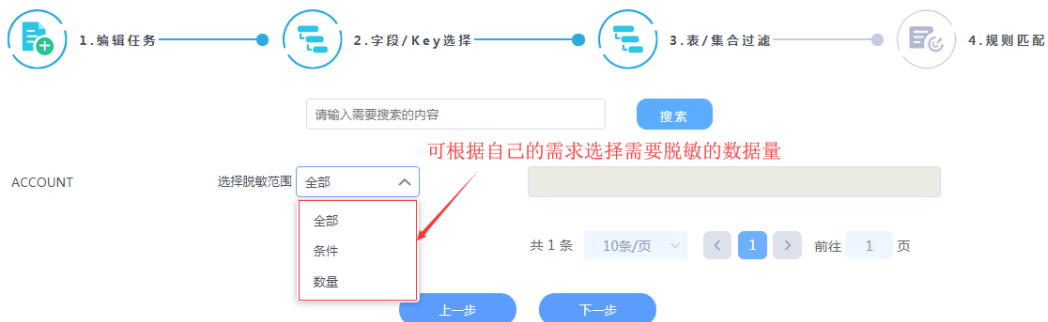 1.编辑任务 2.字段/Key选择 3.表/集合过滤 4.规则匹配
请输入需要搜索的内容 搜索
可根据自己的需求选择需要脱敏的数据量
ACCOUNT 选择脱敏范围 全部
全部
条件
数量
共 1 条 10条/页 < 1 > 前往 1 页
上一步 下一步